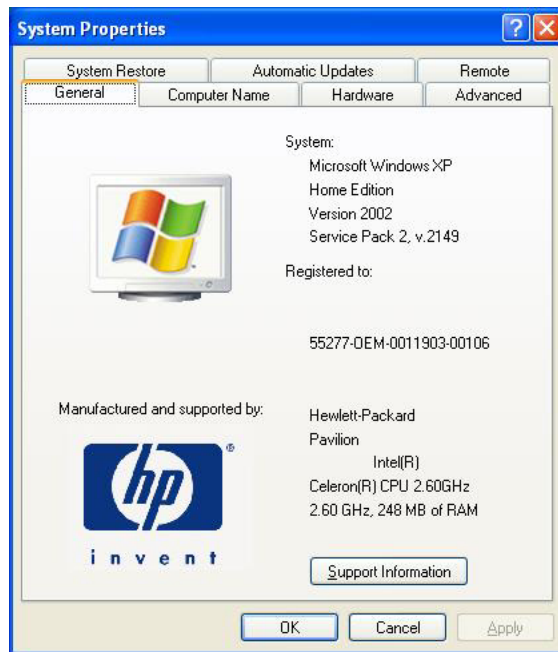 System Properties
System Restore
Automatic Updates
Remote
General
Computer Name
Hardware
Advanced
System:
Microsoft Windows XP
Home Edition
Version 2002
Service Pack 2, v.2149
Registered to:
55277-OEM-0011903-00106
Manufactured and supported by:
Hewlett-Packard
Pavilion
Intel(R)
Celeron(R) CPU 2.60GHz
2.60 GHz, 248 MB of RAM
hp
®
invent
Support Information
OK
Cancel
Apply